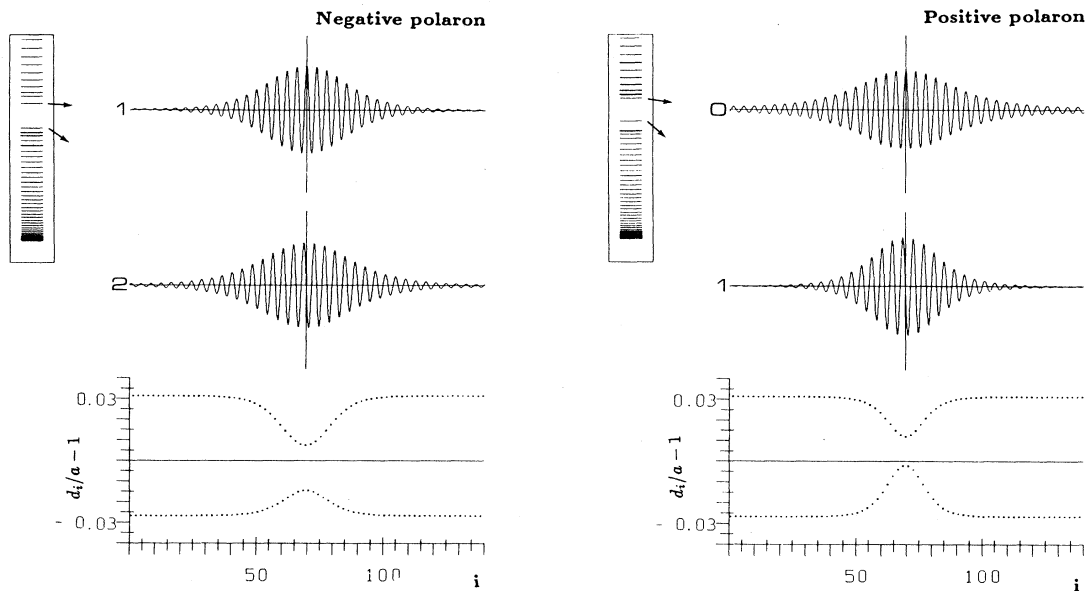 Negative polaron
1
2
0.03
d_i/a − 1
- 0.03
50
100
i
Positive polaron
0
1
0.03
d_i/a − 1
- 0.03
50
100
i